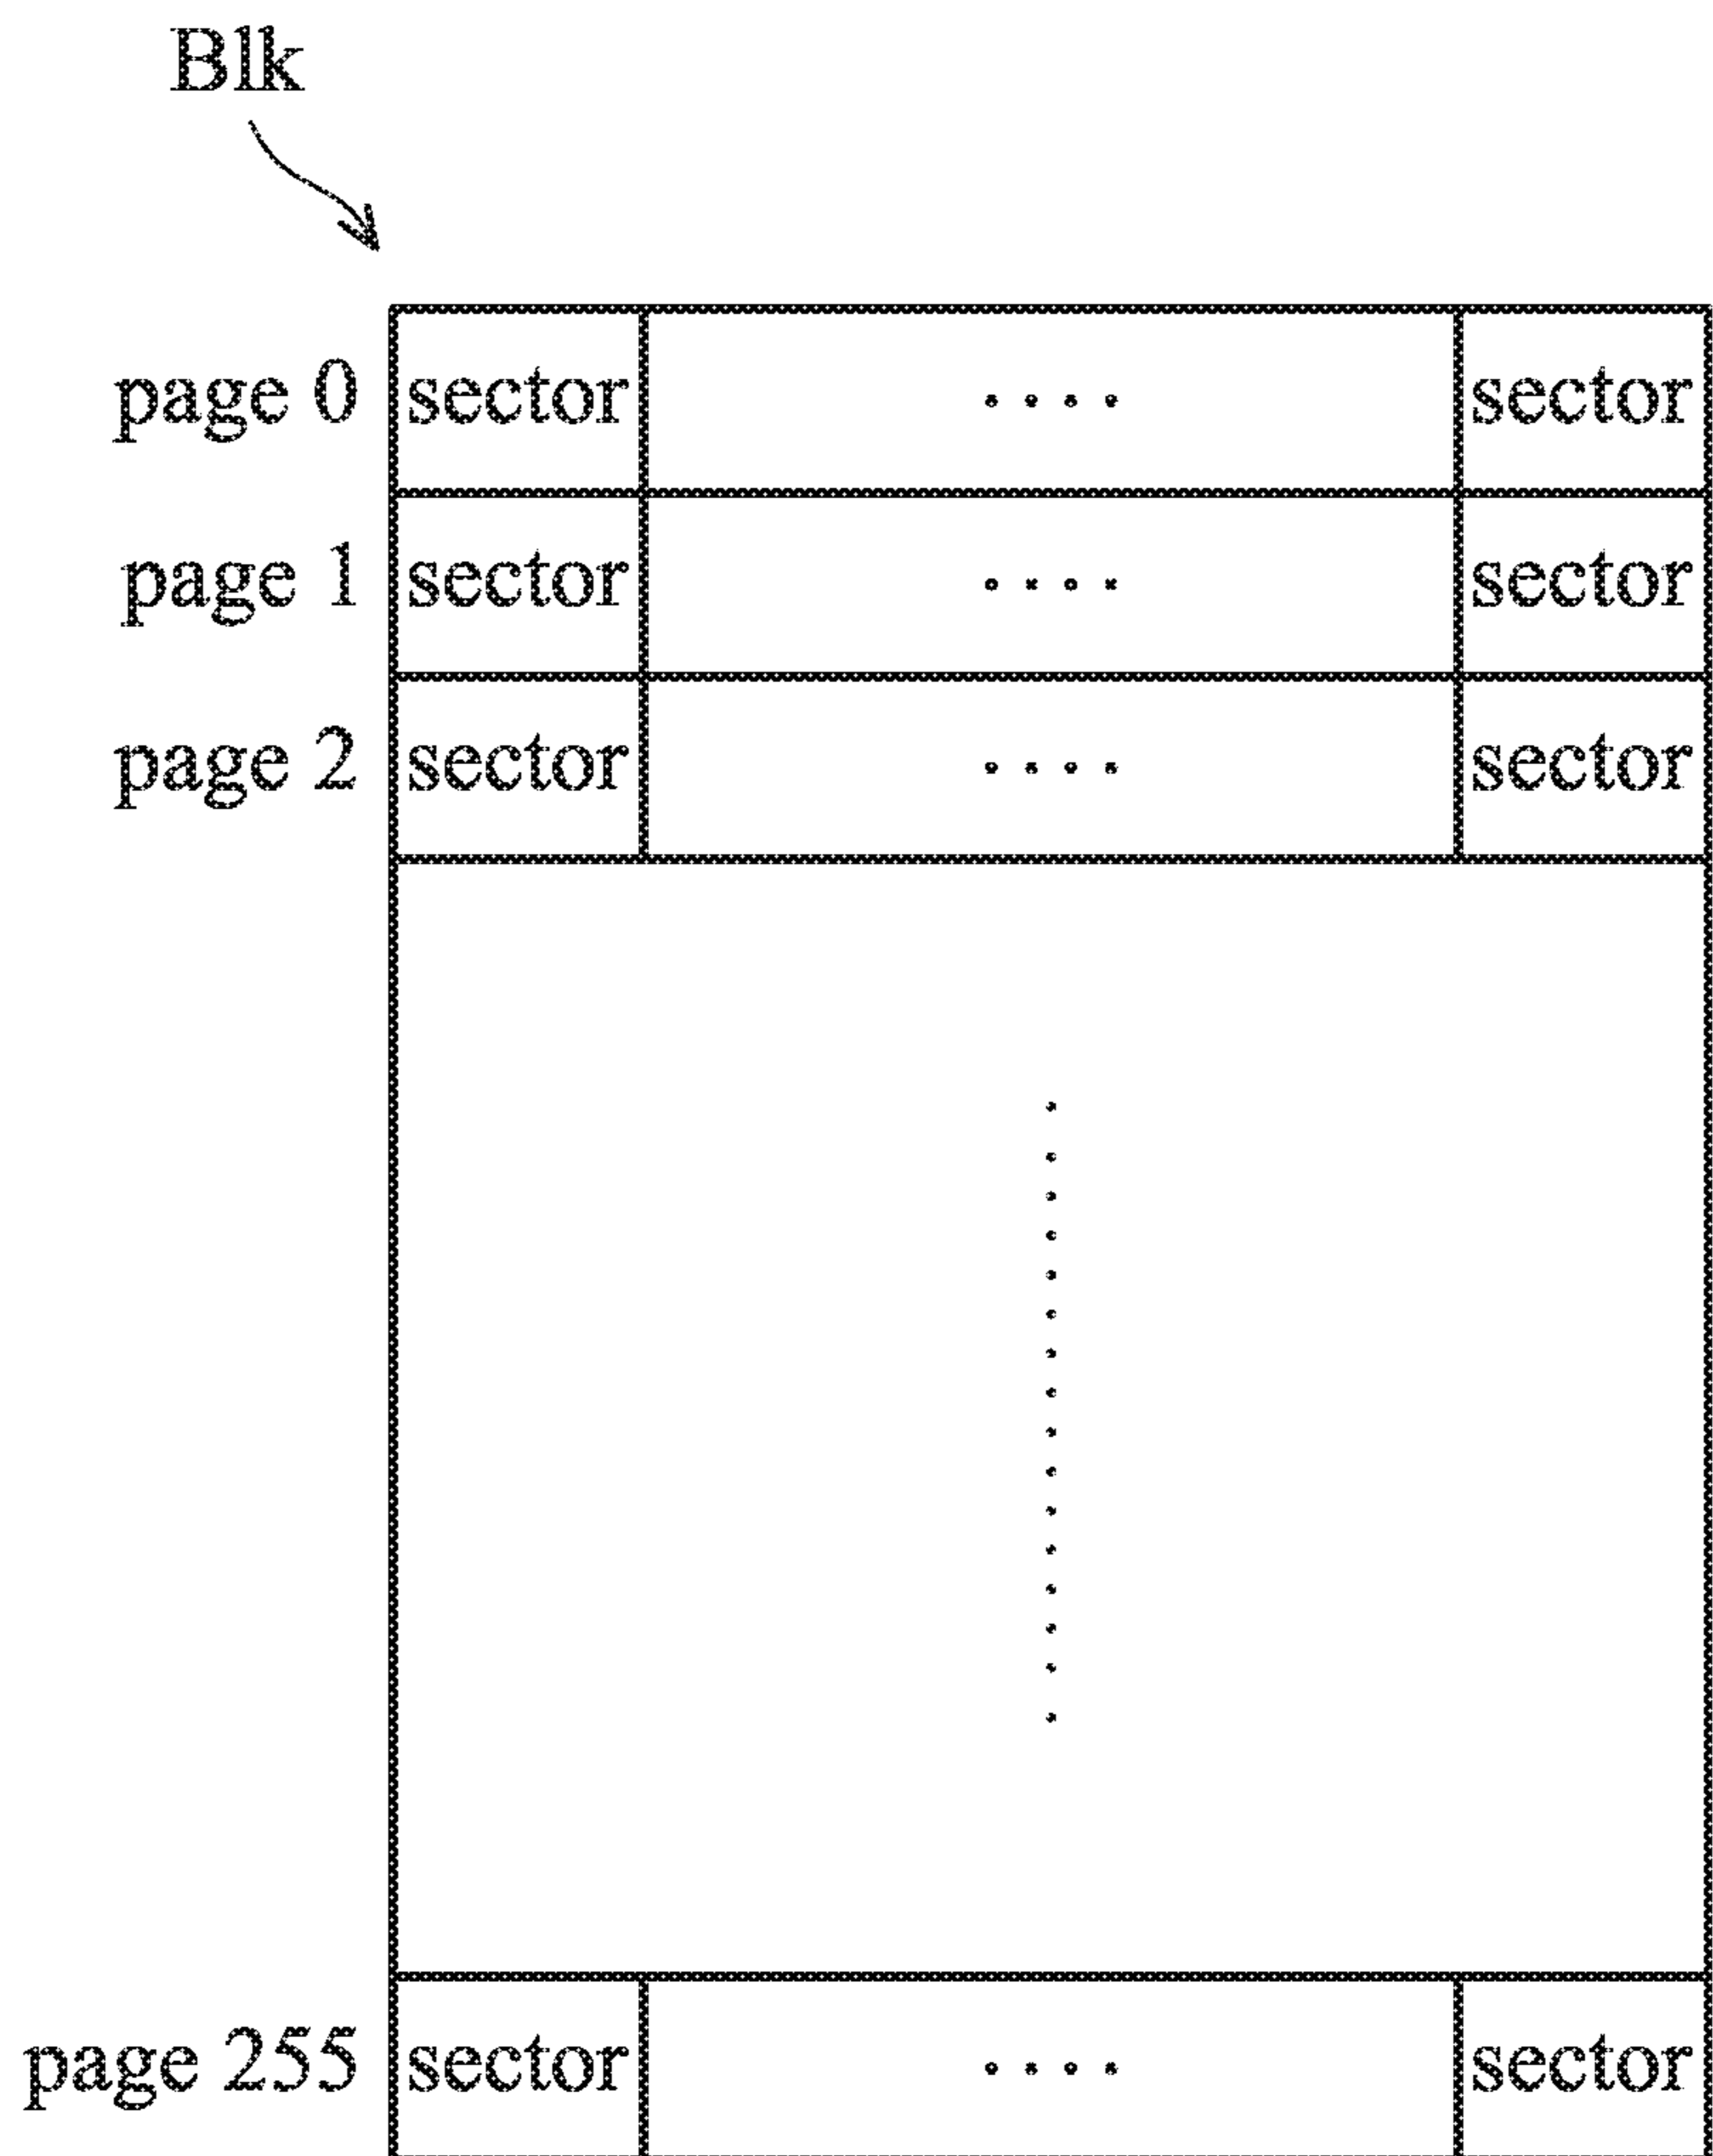 Blk
page 0 sector .... sector
page 1 sector .... sector
page 2 sector .... sector
page 255 sector .... sector